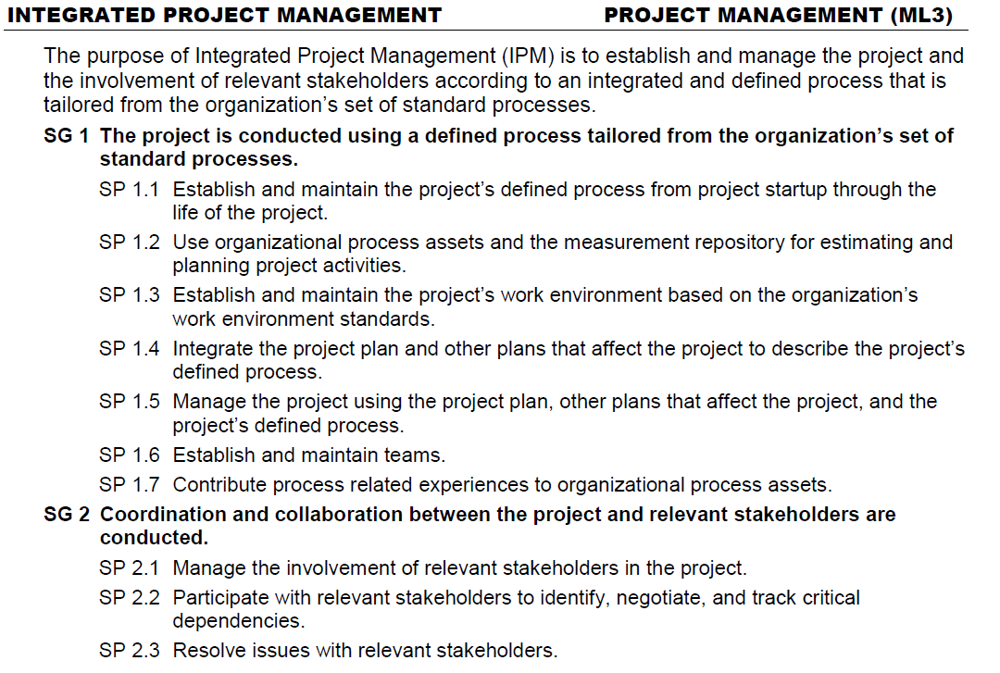 INTEGRATED PROJECT MANAGEMENT PROJECT MANAGEMENT (ML3)
The purpose of Integrated Project Management (IPM) is to establish and manage the project and
the involvement of relevant stakeholders according to an integrated and defined process that is
tailored from the organization's set of standard processes.
SG 1 The project is conducted using a defined process tailored from the organization's set of
standard processes.
SP 1.1 Establish and maintain the project's defined process from project startup through the
life of the project.
SP 1.2 Use organizational process assets and the measurement repository for estimating and
planning project activities.
SP 1.3 Establish and maintain the project's work environment based on the organization's
work environment standards.
SP 1.4 Integrate the project plan and other plans that affect the project to describe the project's
defined process.
SP 1.5 Manage the project using the project plan, other plans that affect the project, and the
project's defined process.
SP 1.6 Establish and maintain teams.
SP 1.7 Contribute process related experiences to organizational process assets.
SG 2 Coordination and collaboration between the project and relevant stakeholders are
conducted.
SP 2.1 Manage the involvement of relevant stakeholders in the project.
SP 2.2 Participate with relevant stakeholders to identify, negotiate, and track critical
dependencies.
SP 2.3 Resolve issues with relevant stakeholders.